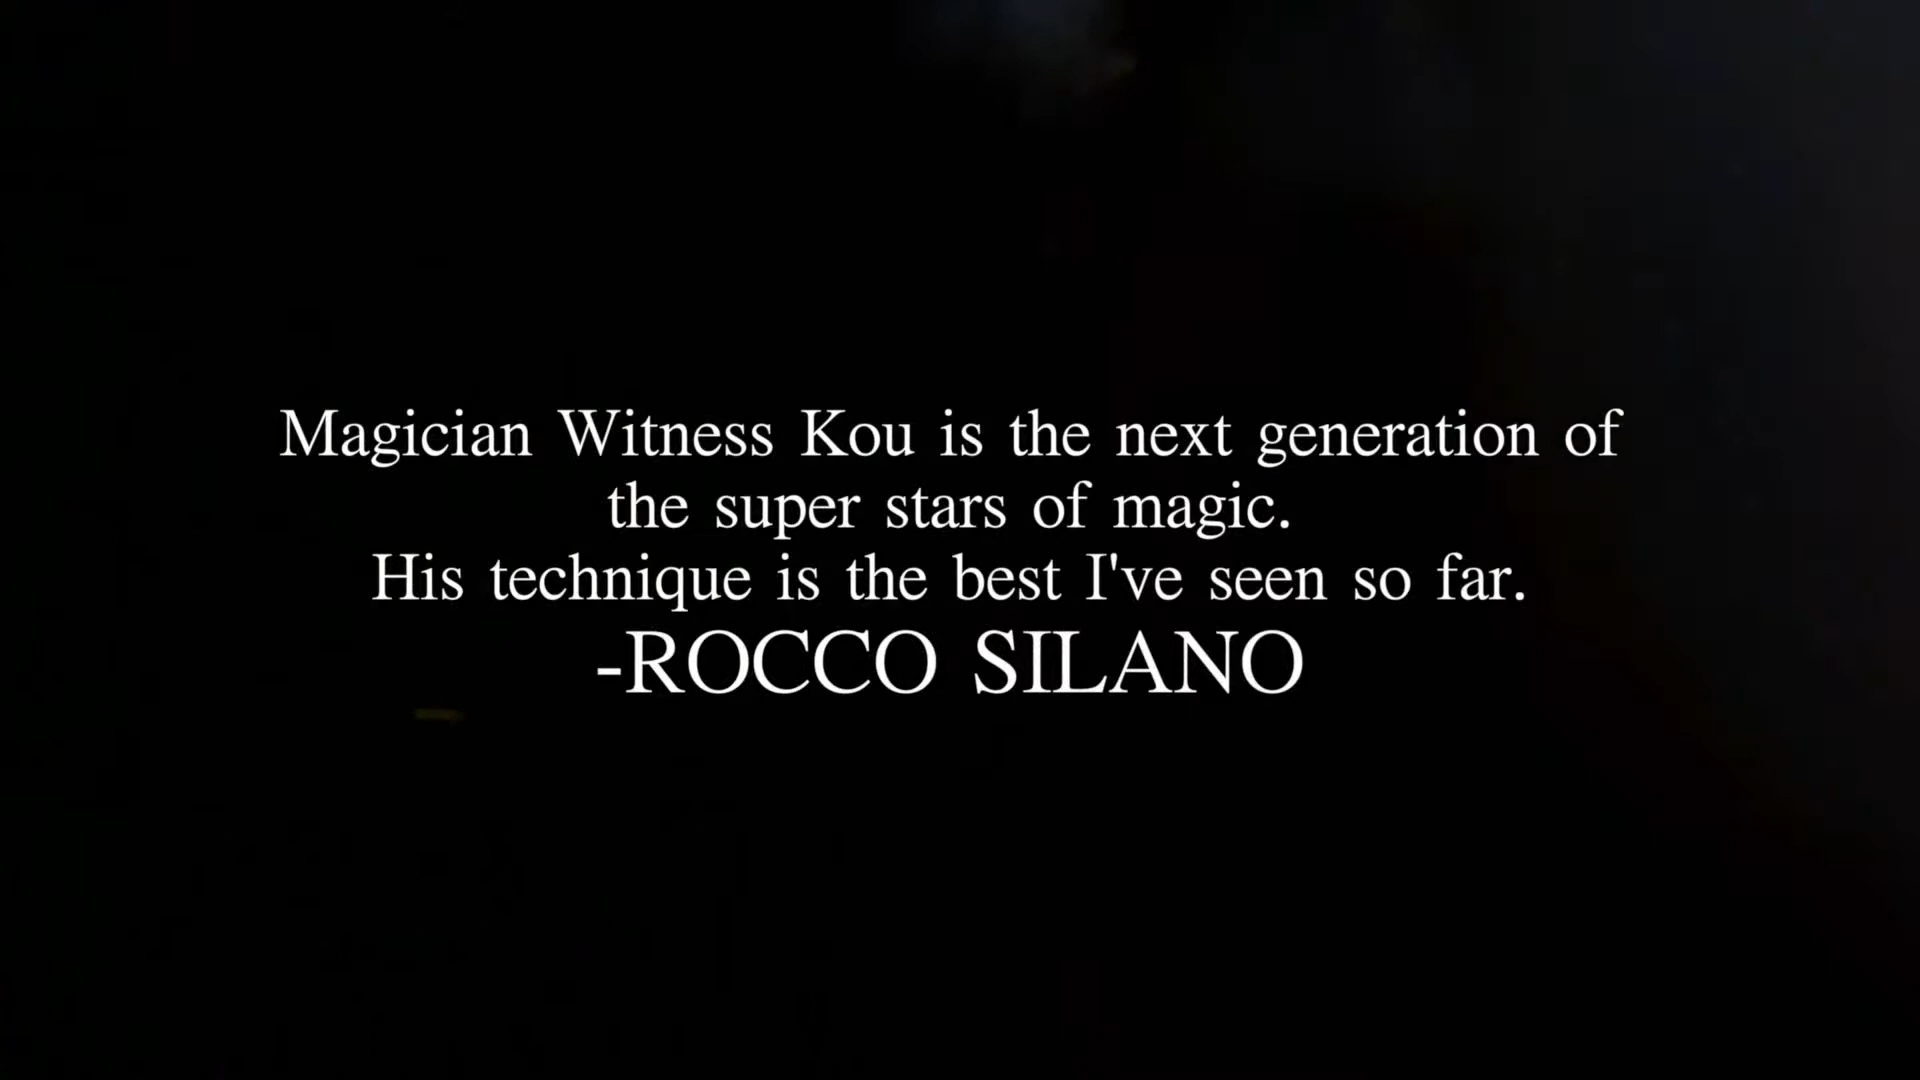 Magician Witness Kou is the next generation of
the super stars of magic.
His technique is the best I've seen so far.
-ROCCO SILANO